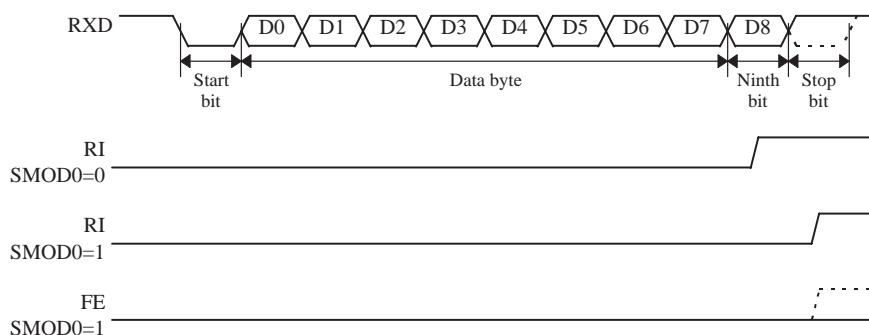 RXD
D0 D1 D2 D3 D4 D5 D6 D7 D8
Start
bit
Data byte
Ninth
bit
Stop
bit
RI
SMOD0=0
RI
SMOD0=1
FE
SMOD0=1